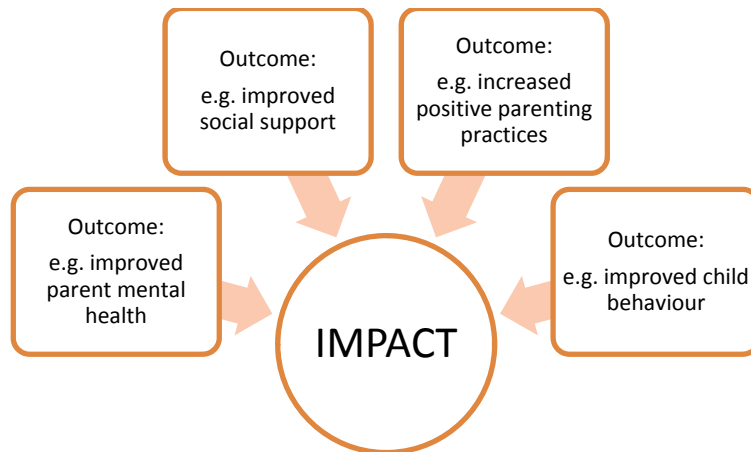 Outcome:
e.g. improved
parent mental
health
Outcome:
e.g. improved
social support
Outcome:
e.g. increased
positive parenting
practices
Outcome:
e.g. improved child
behaviour
IMPACT